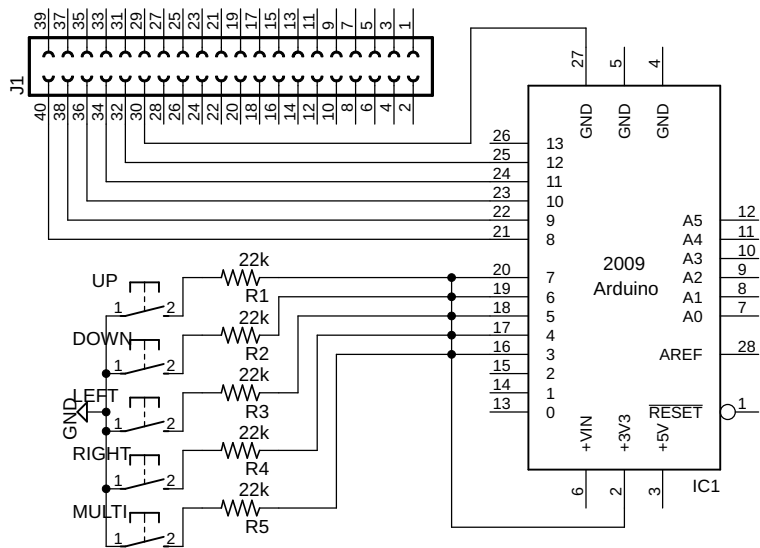 39 37 35 33 31 29 27 25 23 21 19 17 15 13 11 9 7 5 3 1
J1
40 38 36 34 32 30 28 26 24 22 20 18 16 14 12 10 8 6 4 2
27 5 4
GND GND GND
26 13
25 12
24 11
23 10
22 9 A5 12
21 8 A4 11
A3 10
20 7 2009 A2 9
19 6 Arduino A1 8
18 5 A0 7
17 4
16 3 AREF 28
15 2
14 1
13 0 RESET 1
+VIN +3V3 +5V
6 2 3
IC1
UP 1 2 22k R1
DOWN 1 2 22k R2
LEFT 1 2 22k R3
GND
RIGHT 1 2 22k R4
MULTI 1 2 22k R5